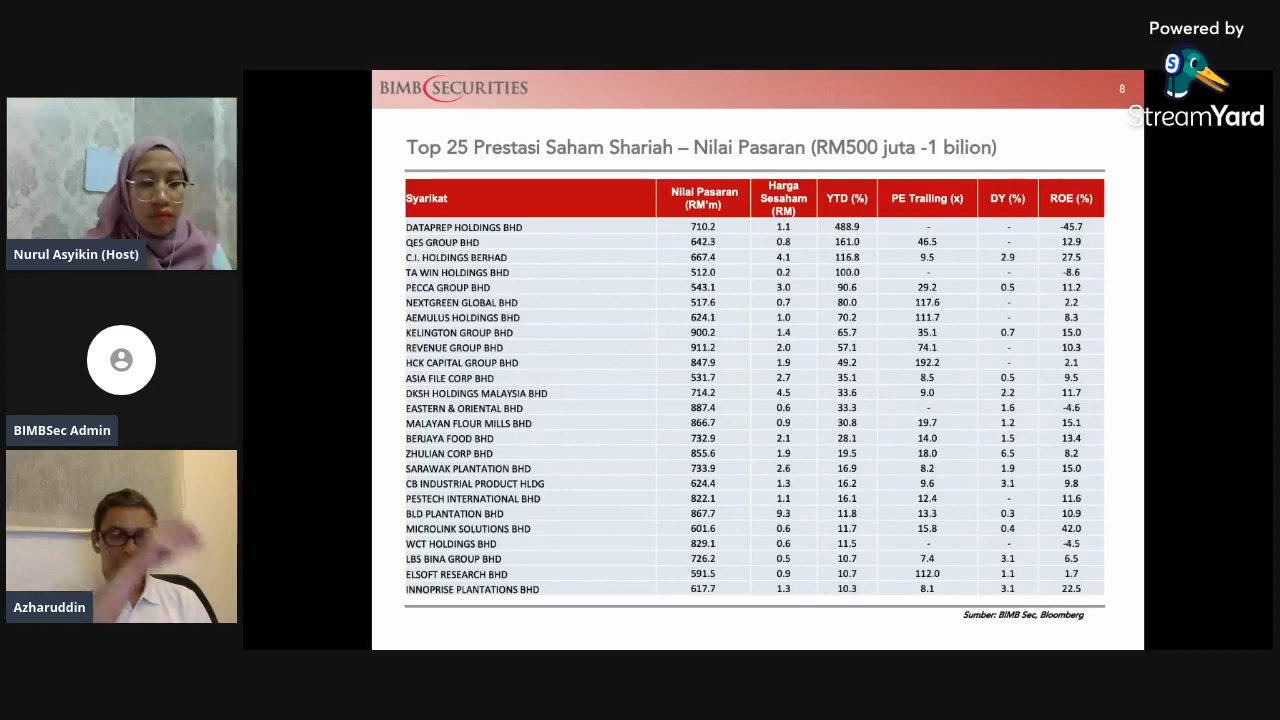 Powered by
StreamYard
BIMB SECURITIES
8
Top 25 Prestasi Saham Shariah – Nilai Pasaran (RM500 juta -1 bilion)
Syarikat Nilai Pasaran (RM'm) Harga Sesaham (RM) YTD (%) PE Trailing (x) DY (%) ROE (%)
DATAPREP HOLDINGS BHD 710.2 1.1 488.9 - - -45.7
QES GROUP BHD 642.3 0.8 161.0 46.5 - 12.9
C.I. HOLDINGS BERHAD 667.4 4.1 116.8 9.5 2.9 27.5
TA WIN HOLDINGS BHD 512.0 0.2 100.0 - - -8.6
PECCA GROUP BHD 543.1 3.0 90.6 29.2 0.5 11.2
NEXTGREEN GLOBAL BHD 517.6 0.7 80.0 117.6 - 2.2
AEMULUS HOLDINGS BHD 624.1 1.0 70.2 111.7 - 8.3
KELINGTON GROUP BHD 900.2 1.4 65.7 35.1 0.7 15.0
REVENUE GROUP BHD 911.2 2.0 57.1 74.1 - 10.3
HCK CAPITAL GROUP BHD 847.9 1.9 49.2 192.2 - 2.1
ASIA FILE CORP BHD 531.7 2.7 35.1 8.5 0.5 9.5
DKSH HOLDINGS MALAYSIA BHD 714.2 4.5 33.6 9.0 2.2 11.7
EASTERN & ORIENTAL BHD 887.4 0.6 33.3 - 1.6 -4.6
MALAYAN FLOUR MILLS BHD 866.7 0.9 30.8 19.7 1.2 15.1
BERJAYA FOOD BHD 732.9 2.1 28.1 14.0 1.5 13.4
ZHULIAN CORP BHD 855.6 1.9 19.5 18.0 6.5 8.2
SARAWAK PLANTATION BHD 733.9 2.6 16.9 8.2 1.9 15.0
CB INDUSTRIAL PRODUCT HLDG 624.4 1.3 16.2 9.6 3.1 9.8
PESTECH INTERNATIONAL BHD 822.1 1.1 16.1 12.4 - 11.6
BLD PLANTATION BHD 867.7 9.3 11.8 13.3 0.3 10.9
MICROLINK SOLUTIONS BHD 601.6 0.6 11.7 15.8 0.4 42.0
WCT HOLDINGS BHD 829.1 0.6 11.5 - - -4.5
LBS BINA GROUP BHD 726.2 0.5 10.7 7.4 3.1 6.5
ELSOFT RESEARCH BHD 591.5 0.9 10.7 112.0 1.1 1.7
INNOPRISE PLANTATIONS BHD 617.7 1.3 10.3 8.1 3.1 22.5
Sumber: BIMB Sec, Bloomberg
Nurul Asyikin (Host)
BIMBSec Admin
Azharuddin